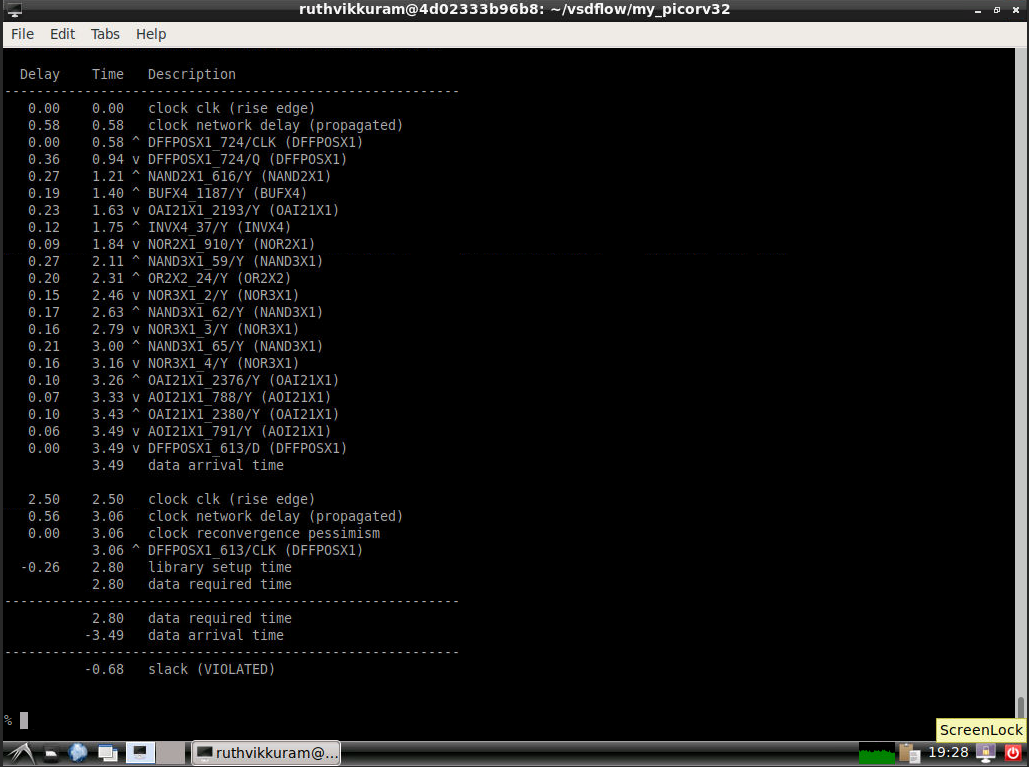 ruthvikkuram@4d02333b96b8: ~/vsdflow/my_picorv32
File Edit Tabs Help
Delay Time Description
---------------------------------------------------------
0.00 0.00 clock clk (rise edge)
0.58 0.58 clock network delay (propagated)
0.00 0.58 ^ DFFPOSX1_724/CLK (DFFPOSX1)
0.36 0.94 v DFFPOSX1_724/Q (DFFPOSX1)
0.27 1.21 ^ NAND2X1_616/Y (NAND2X1)
0.19 1.40 ^ BUFX4_1187/Y (BUFX4)
0.23 1.63 v OAI21X1_2193/Y (OAI21X1)
0.12 1.75 ^ INVX4_37/Y (INVX4)
0.09 1.84 v NOR2X1_910/Y (NOR2X1)
0.27 2.11 ^ NAND3X1_59/Y (NAND3X1)
0.20 2.31 ^ OR2X2_24/Y (OR2X2)
0.15 2.46 v NOR3X1_2/Y (NOR3X1)
0.17 2.63 ^ NAND3X1_62/Y (NAND3X1)
0.16 2.79 v NOR3X1_3/Y (NOR3X1)
0.21 3.00 ^ NAND3X1_65/Y (NAND3X1)
0.16 3.16 v NOR3X1_4/Y (NOR3X1)
0.10 3.26 ^ OAI21X1_2376/Y (OAI21X1)
0.07 3.33 v AOI21X1_788/Y (AOI21X1)
0.10 3.43 ^ OAI21X1_2380/Y (OAI21X1)
0.06 3.49 v AOI21X1_791/Y (AOI21X1)
0.00 3.49 v DFFPOSX1_613/D (DFFPOSX1)
3.49 data arrival time
2.50 2.50 clock clk (rise edge)
0.56 3.06 clock network delay (propagated)
0.00 3.06 clock reconvergence pessimism
3.06 ^ DFFPOSX1_613/CLK (DFFPOSX1)
-0.26 2.80 library setup time
2.80 data required time
---------------------------------------------------------
2.80 data required time
-3.49 data arrival time
---------------------------------------------------------
-0.68 slack (VIOLATED)
%
ScreenLock
ruthvikkuram@...
19:28